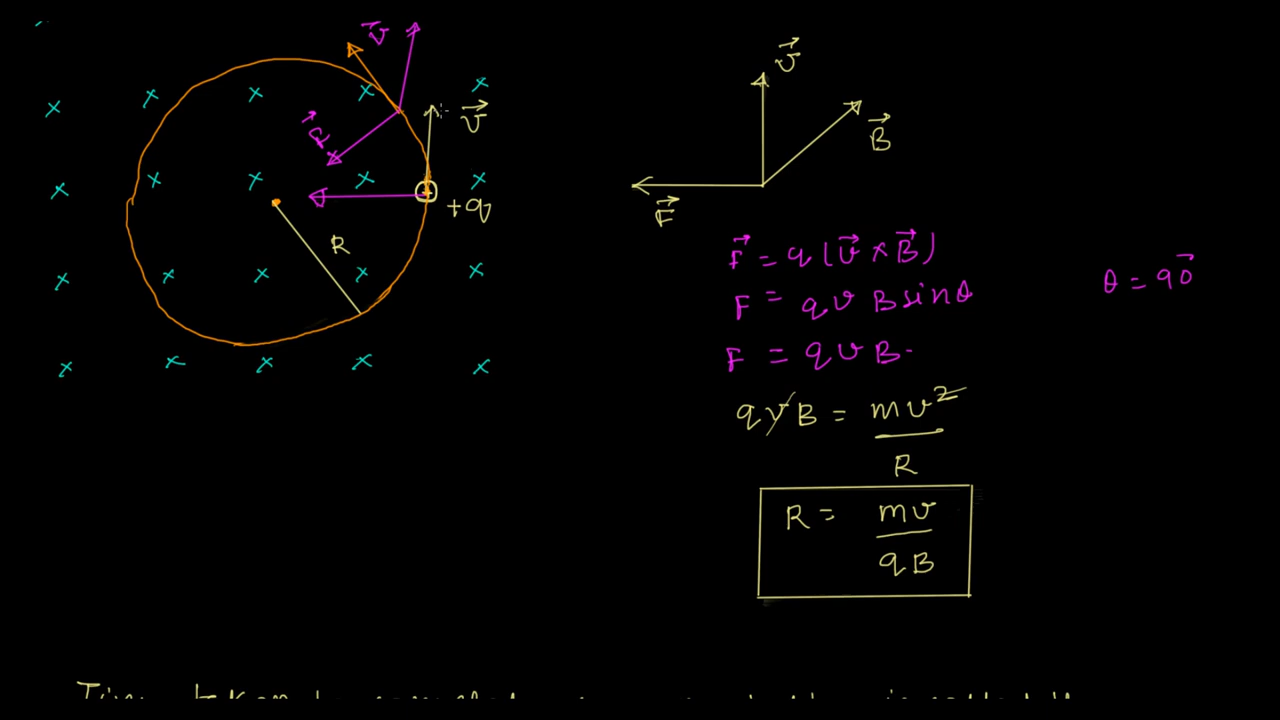 v⃗
F⃗
v⃗
+q
R
v⃗
B⃗
F⃗
F⃗ = q(v⃗ × B⃗)
θ = 90°
F = qvB sinθ
F = qvB
qvB = mv²/R
R = mv/qB